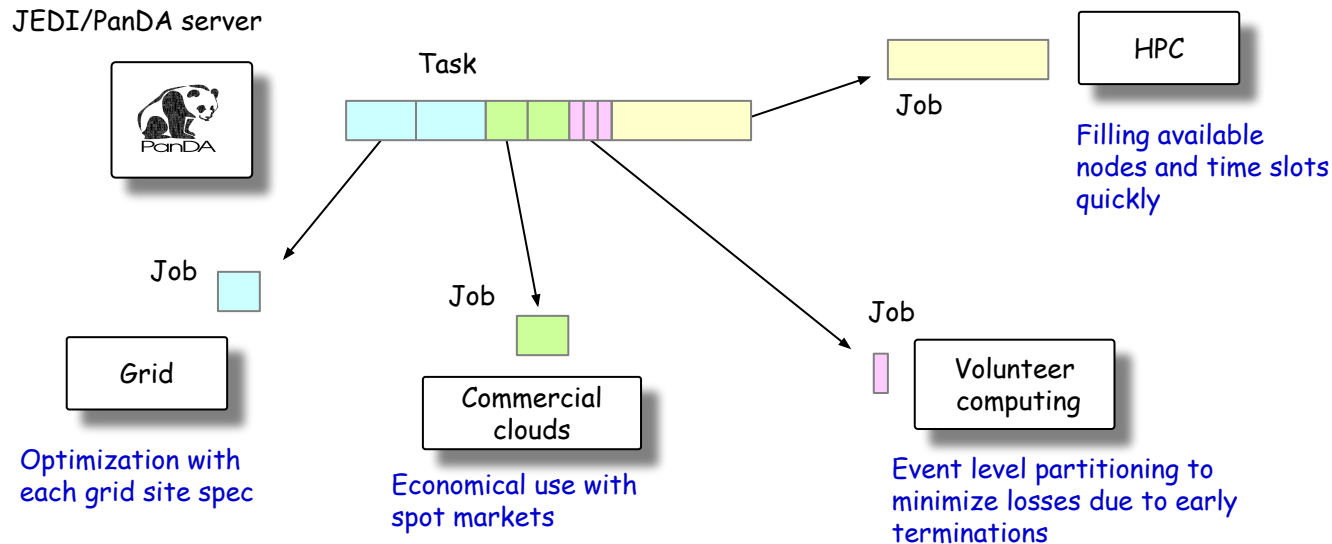 JEDI/PanDA server
PanDA
Task
Job
HPC
Filling available
nodes and time slots
quickly
Job
Grid
Optimization with
each grid site spec
Job
Commercial
clouds
Economical use with
spot markets
Job
Volunteer
computing
Event level partitioning to
minimize losses due to early
terminations